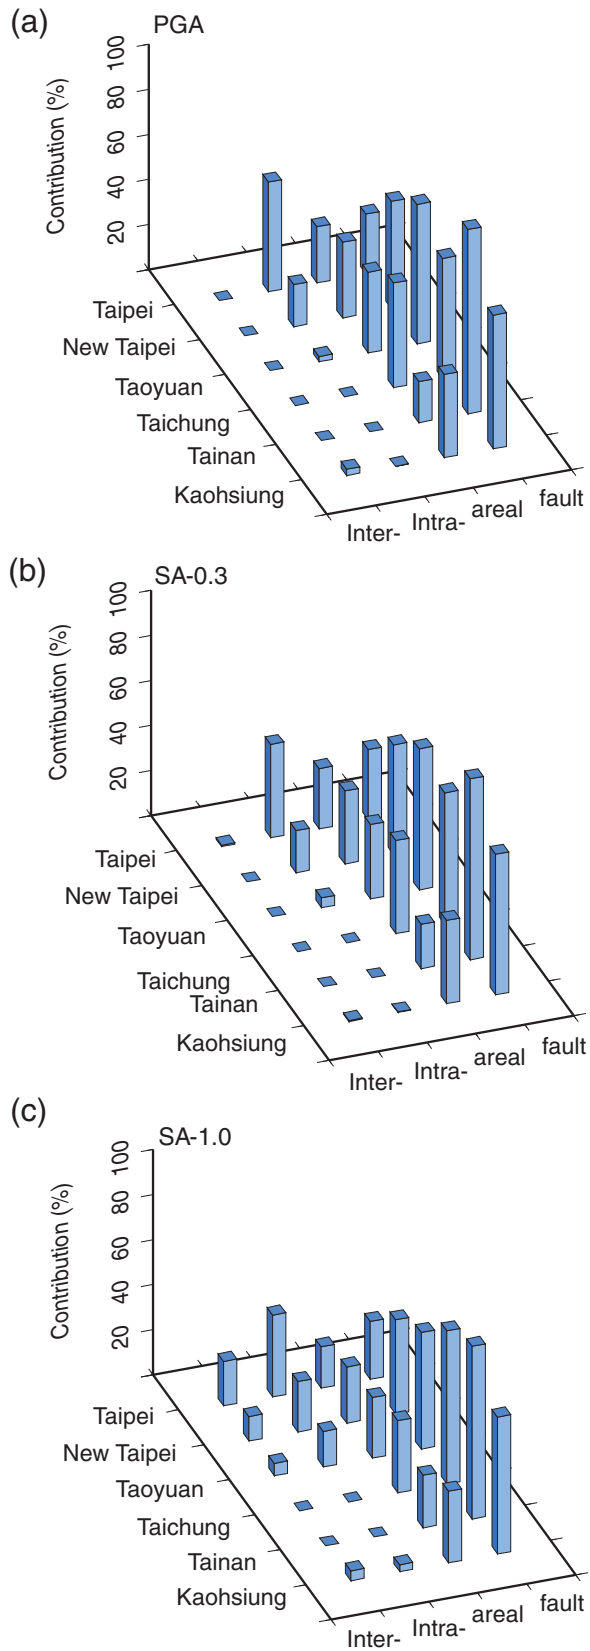 (a)
PGA
Contribution (%)
100
80
60
40
20
Taipei
New Taipei
Taoyuan
Taichung
Tainan
Kaohsiung
Inter-
Intra-
areal
fault
(b)
SA-0.3
Contribution (%)
100
80
60
40
20
Taipei
New Taipei
Taoyuan
Taichung
Tainan
Kaohsiung
Inter-
Intra-
areal
fault
(c)
SA-1.0
Contribution (%)
100
80
60
40
20
Taipei
New Taipei
Taoyuan
Taichung
Tainan
Kaohsiung
Inter-
Intra-
areal
fault